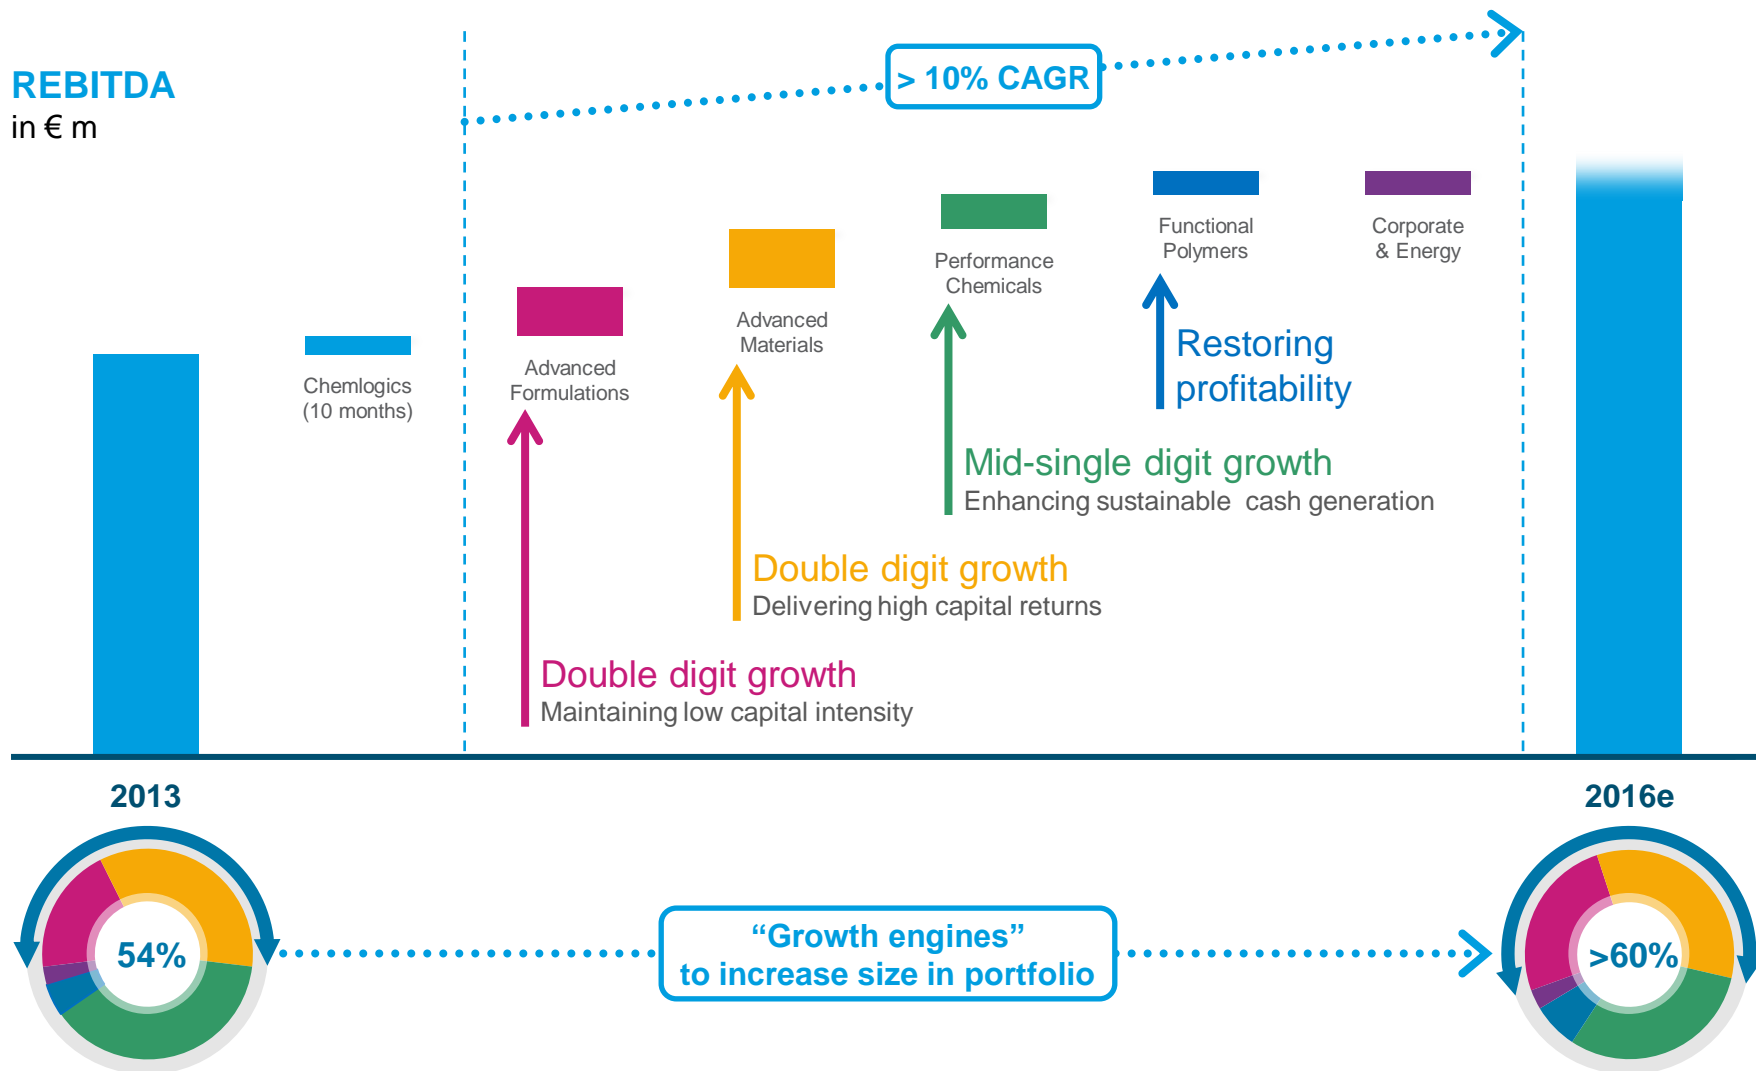 REBITDA
in € m
> 10% CAGR
Chemlogics
(10 months)
Advanced
Formulations
Advanced
Materials
Performance
Chemicals
Functional
Polymers
Corporate
& Energy
Restoring
profitability
Mid-single digit growth
Enhancing sustainable cash generation
Double digit growth
Delivering high capital returns
Double digit growth
Maintaining low capital intensity
2013
2016e
54%
“Growth engines”
to increase size in portfolio
>60%